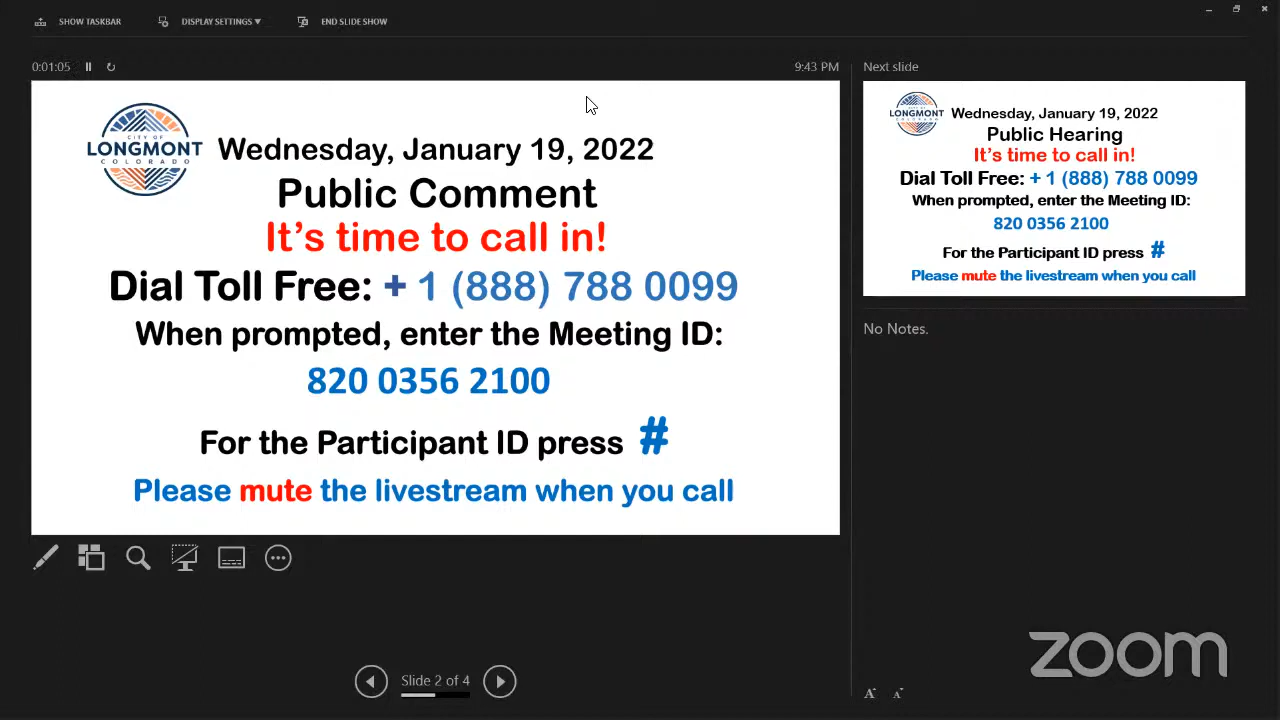 SHOW TASKBAR
DISPLAY SETTINGS ▼
END SLIDE SHOW
0:01:05
9:43 PM
CITY OF
LONGMONT
COLORADO
Wednesday, January 19, 2022
Public Comment
It's time to call in!
Dial Toll Free: + 1 (888) 788 0099
When prompted, enter the Meeting ID:
820 0356 2100
For the Participant ID press #
Please mute the livestream when you call
Slide 2 of 4
Next slide
LONGMONT
Wednesday, January 19, 2022
Public Hearing
It's time to call in!
Dial Toll Free: + 1 (888) 788 0099
When prompted, enter the Meeting ID:
820 0356 2100
For the Participant ID press #
Please mute the livestream when you call
No Notes.
zoom
A A